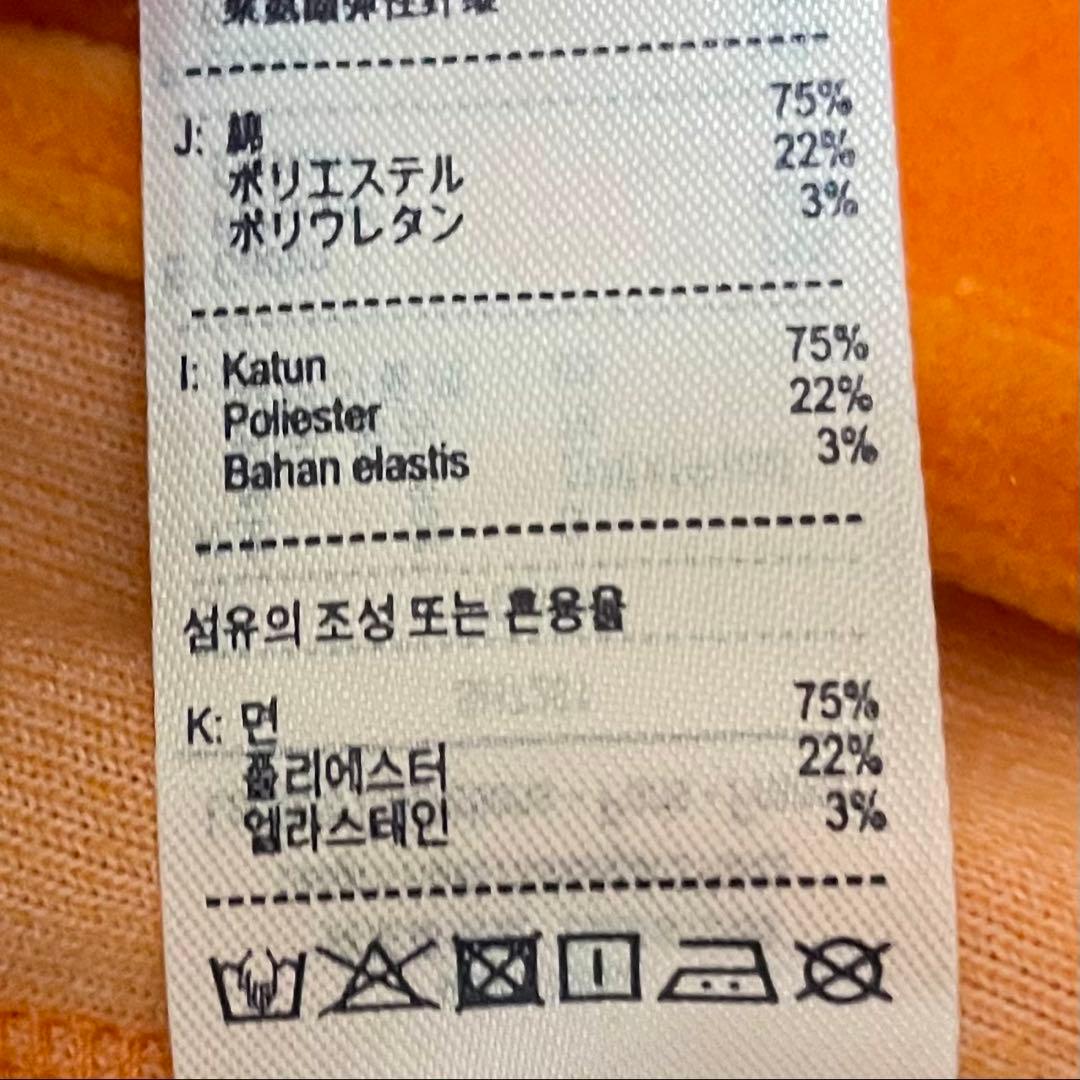 J: 綿 75%
ポリエステル 22%
ポリウレタン 3%
I: Katun 75%
Poliester 22%
Bahan elastis 3%
섬유의 조성 또는 혼용율
K: 면 75%
폴리에스터 22%
엘라스테인 3%